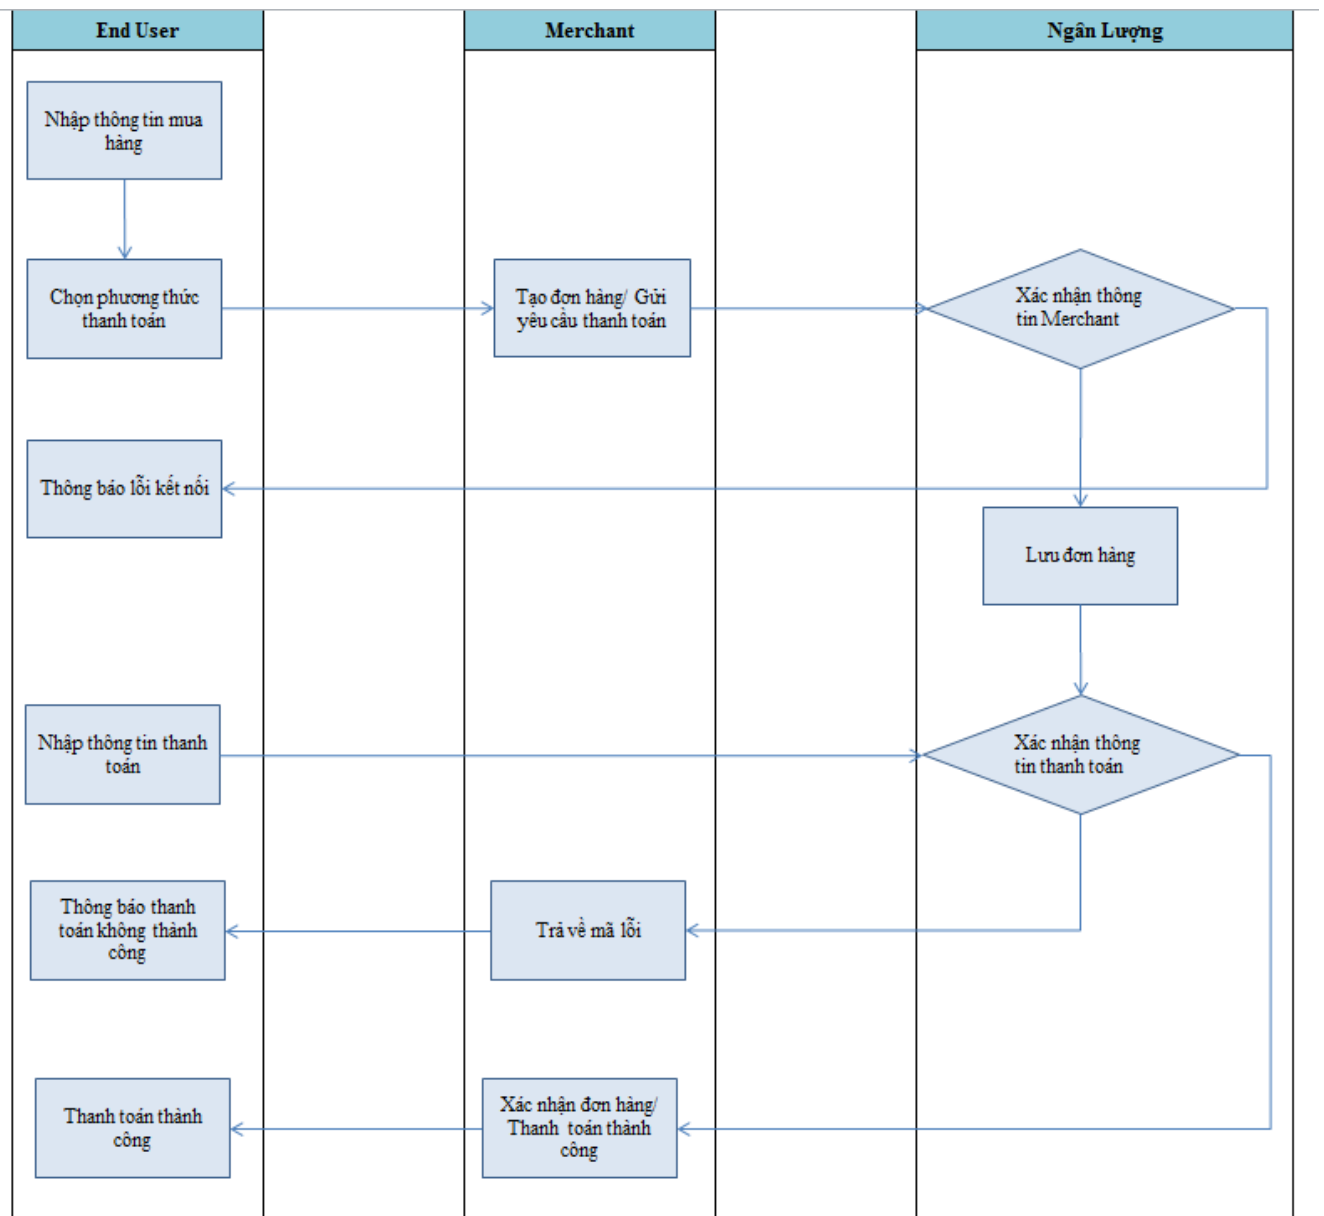 End User
Merchant
Ngân Lượng
Nhập thông tin mua
hàng
Chọn phương thức
thanh toán
Tạo đơn hàng/ Gửi
yêu cầu thanh toán
Xác nhận thông
tin Merchant
Thông báo lỗi kết nối
Lưu đơn hàng
Nhập thông tin thanh
toán
Xác nhận thông
tin thanh toán
Thông báo thanh
toán không thành
công
Trả về mã lỗi
Thanh toán thành
công
Xác nhận đơn hàng/
Thanh toán thành
công